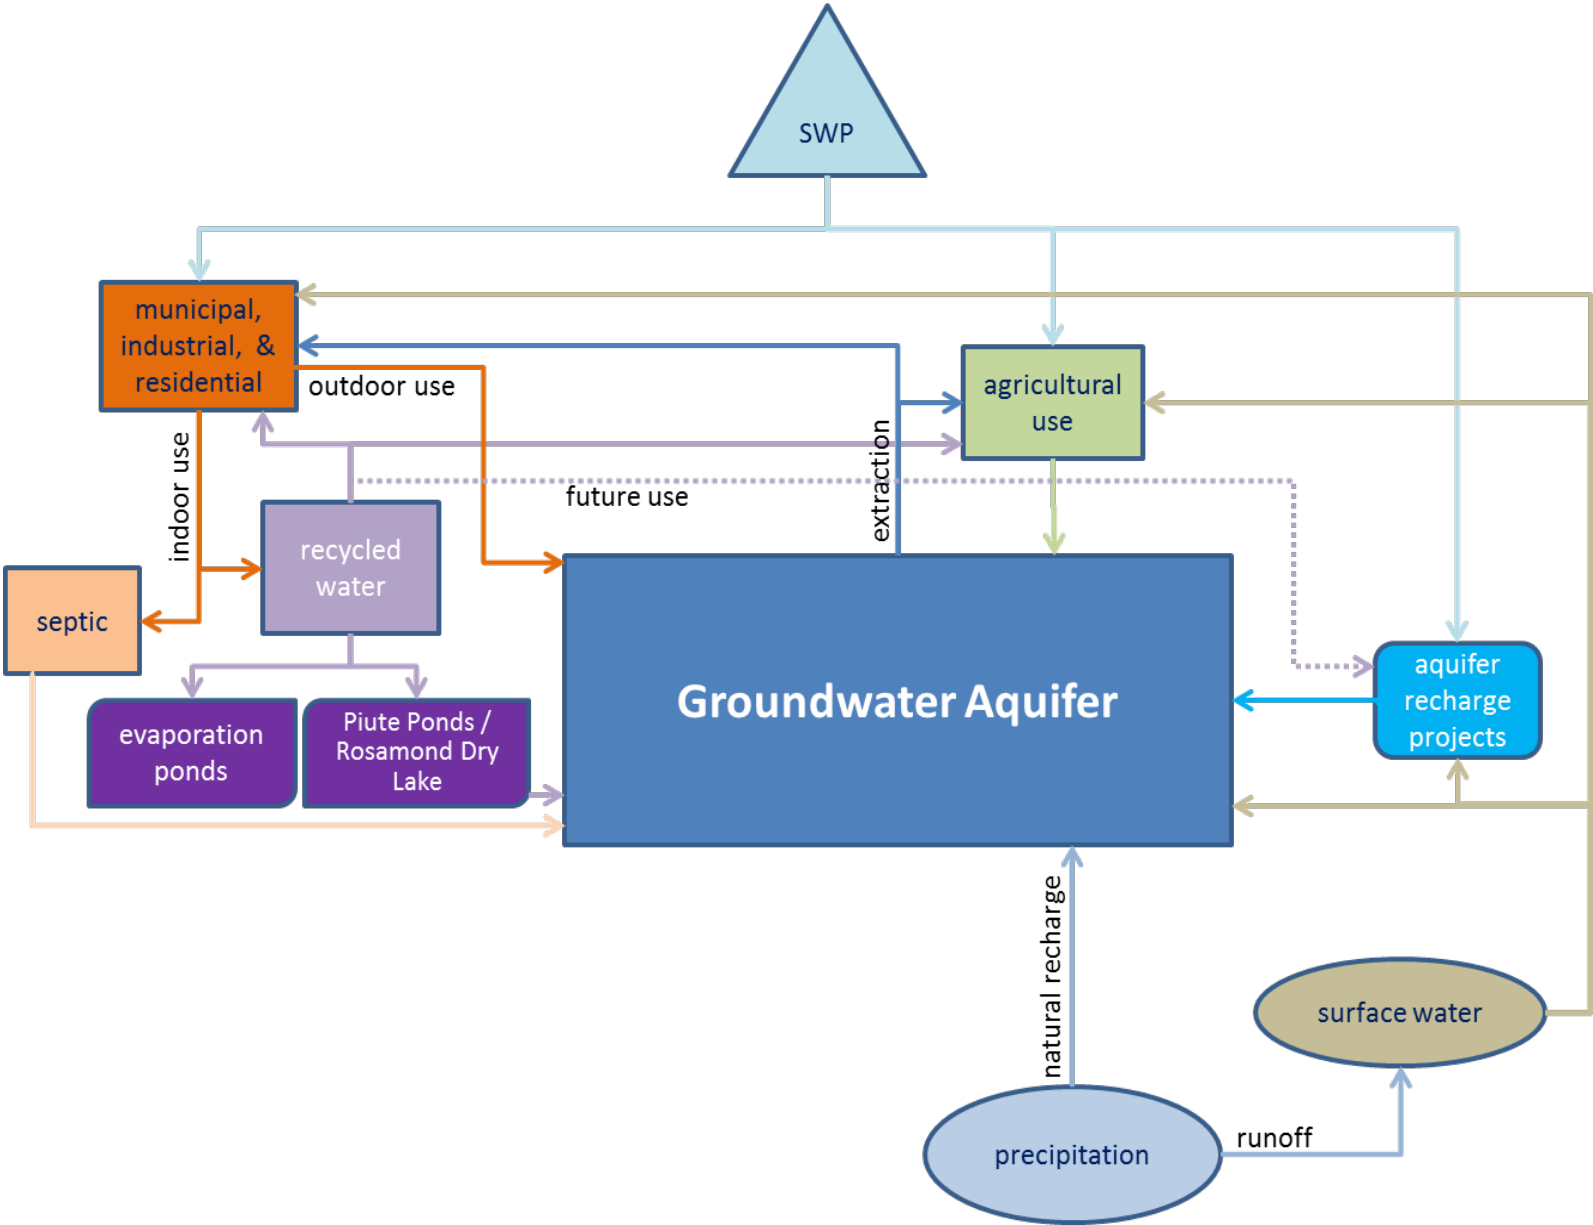 SWP
municipal,
industrial, &
residential
outdoor use
agricultural
use
indoor use
extraction
future use
recycled
water
septic
Groundwater Aquifer
aquifer
recharge
projects
evaporation
ponds
Piute Ponds /
Rosamond Dry
Lake
natural recharge
surface water
precipitation
runoff